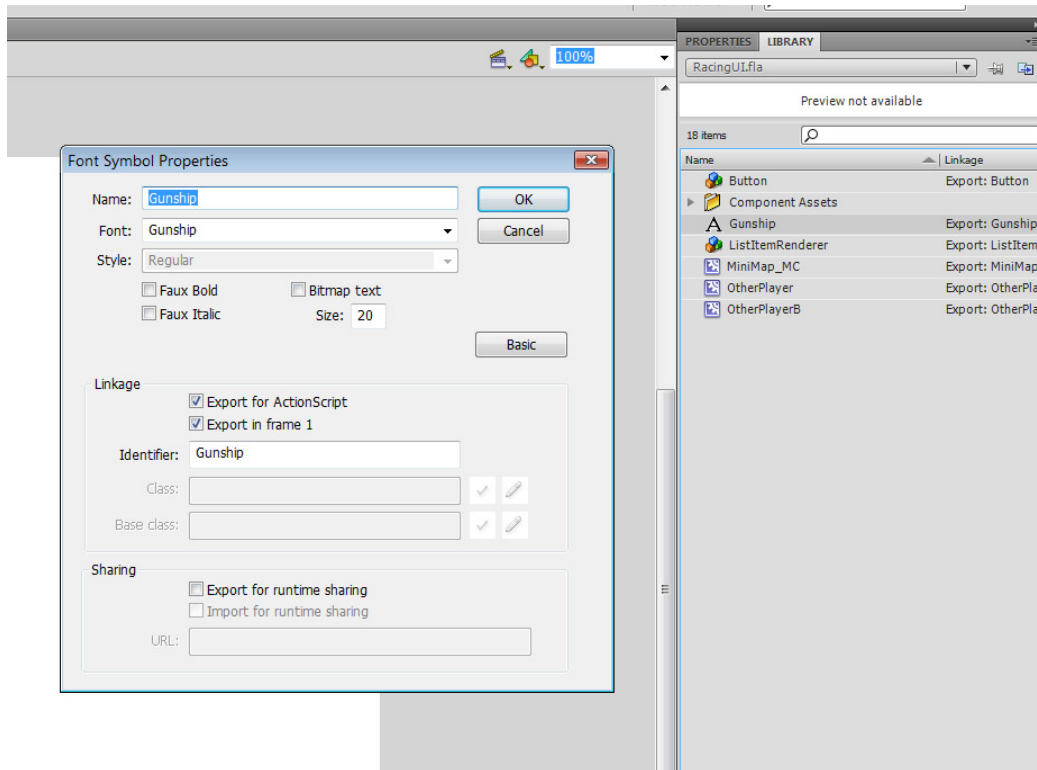 100%
PROPERTIES LIBRARY
RacingUI.fla
Preview not available
18 items
Name Linkage
Button Export: Button
Component Assets
Gunship Export: Gunship
ListItemRenderer Export: ListItem
MiniMap_MC Export: MiniMap
OtherPlayer Export: OtherPla
OtherPlayerB Export: OtherPla
Font Symbol Properties
Name: Gunship OK
Font: Gunship Cancel
Style: Regular
Faux Bold Bitmap text
Faux Italic Size: 20
Basic
Linkage
Export for ActionScript
Export in frame 1
Identifier: Gunship
Class:
Base class:
Sharing
Export for runtime sharing
Import for runtime sharing
URL: